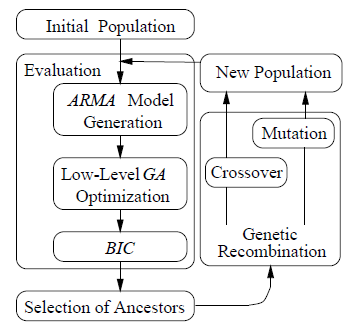 Initial Population
Evaluation
New Population
ARMA Model
Generation
Mutation
Low-Level GA
Optimization
Crossover
BIC
Genetic
Recombination
Selection of Ancestors